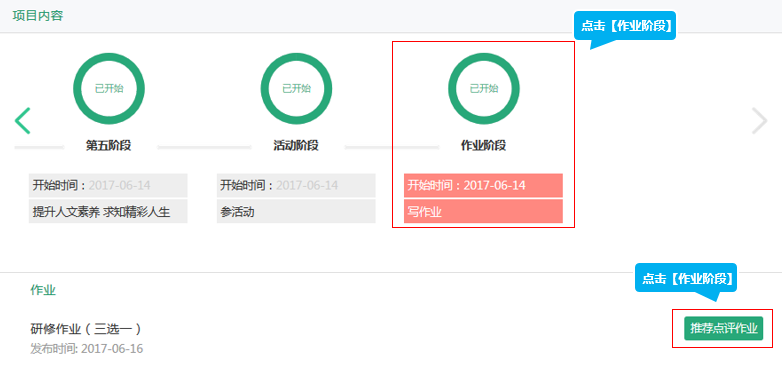 项目内容
点击【作业阶段】
已开始
已开始
已开始
第五阶段
活动阶段
作业阶段
开始时间：2017-06-14
开始时间：2017-06-14
开始时间：2017-06-14
提升人文素养 求知精彩人生
参活动
写作业
点击【作业阶段】
作业
研修作业（三选一）
推荐点评作业
发布时间: 2017-06-16